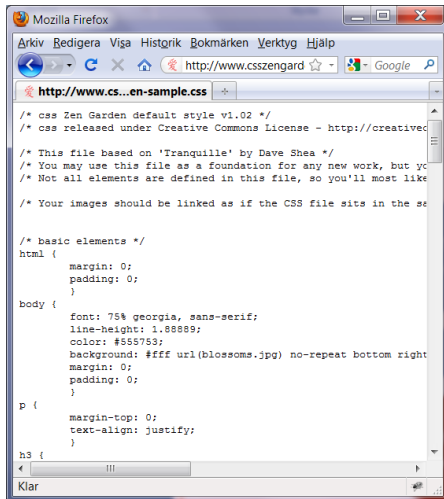 Mozilla Firefox
Arkiv Redigera Visa Historik Bokmärken Verktyg Hjälp
http://www.csszengard Google
http://www.cs...en-sample.css
/* css Zen Garden default style v1.02 */
/* css released under Creative Commons License - http://creativec
/* This file based on 'Tranquille' by Dave Shea */
/* You may use this file as a foundation for any new work, but yo
/* Not all elements are defined in this file, so you'll most like
/* Your images should be linked as if the CSS file sits in the sa
/* basic elements */
html {
margin: 0;
padding: 0;
}
body {
font: 75% georgia, sans-serif;
line-height: 1.88889;
color: #555753;
background: #fff url(blossoms.jpg) no-repeat bottom right
margin: 0;
padding: 0;
}
p {
margin-top: 0;
text-align: justify;
}
h3 {
Klar